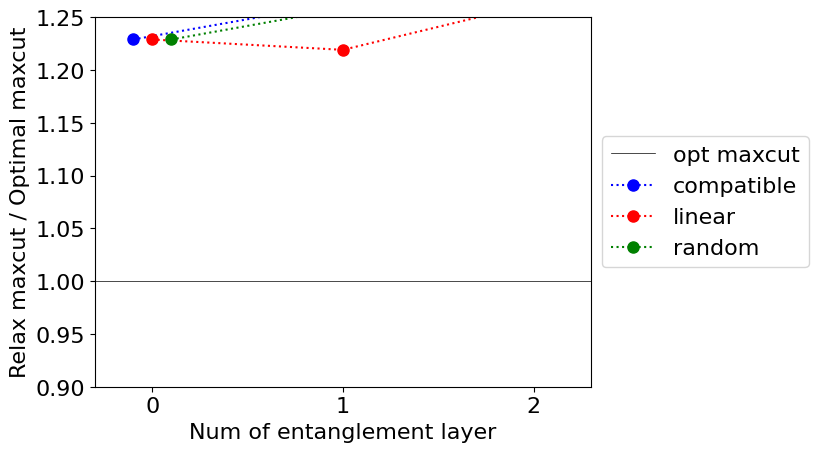 Relax maxcut / Optimal maxcut
1.25
1.20
1.15
1.10
1.05
1.00
0.95
0.90
0
1
2
Num of entanglement layer
opt maxcut
compatible
linear
random